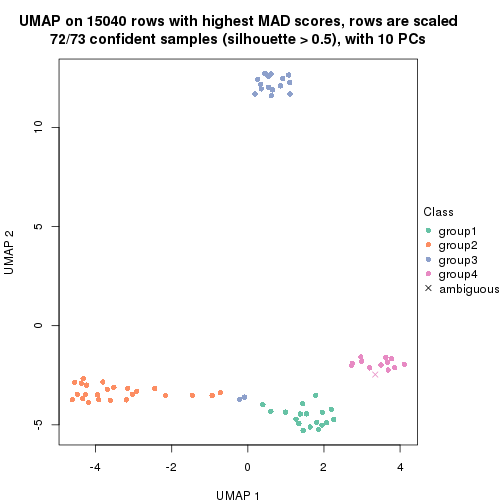 UMAP on 15040 rows with highest MAD scores, rows are scaled
72/73 confident samples (silhouette > 0.5), with 10 PCs
10
5
0
-5
UMAP 2
-4
-2
0
2
4
UMAP 1
Class
group1
group2
group3
group4
ambiguous